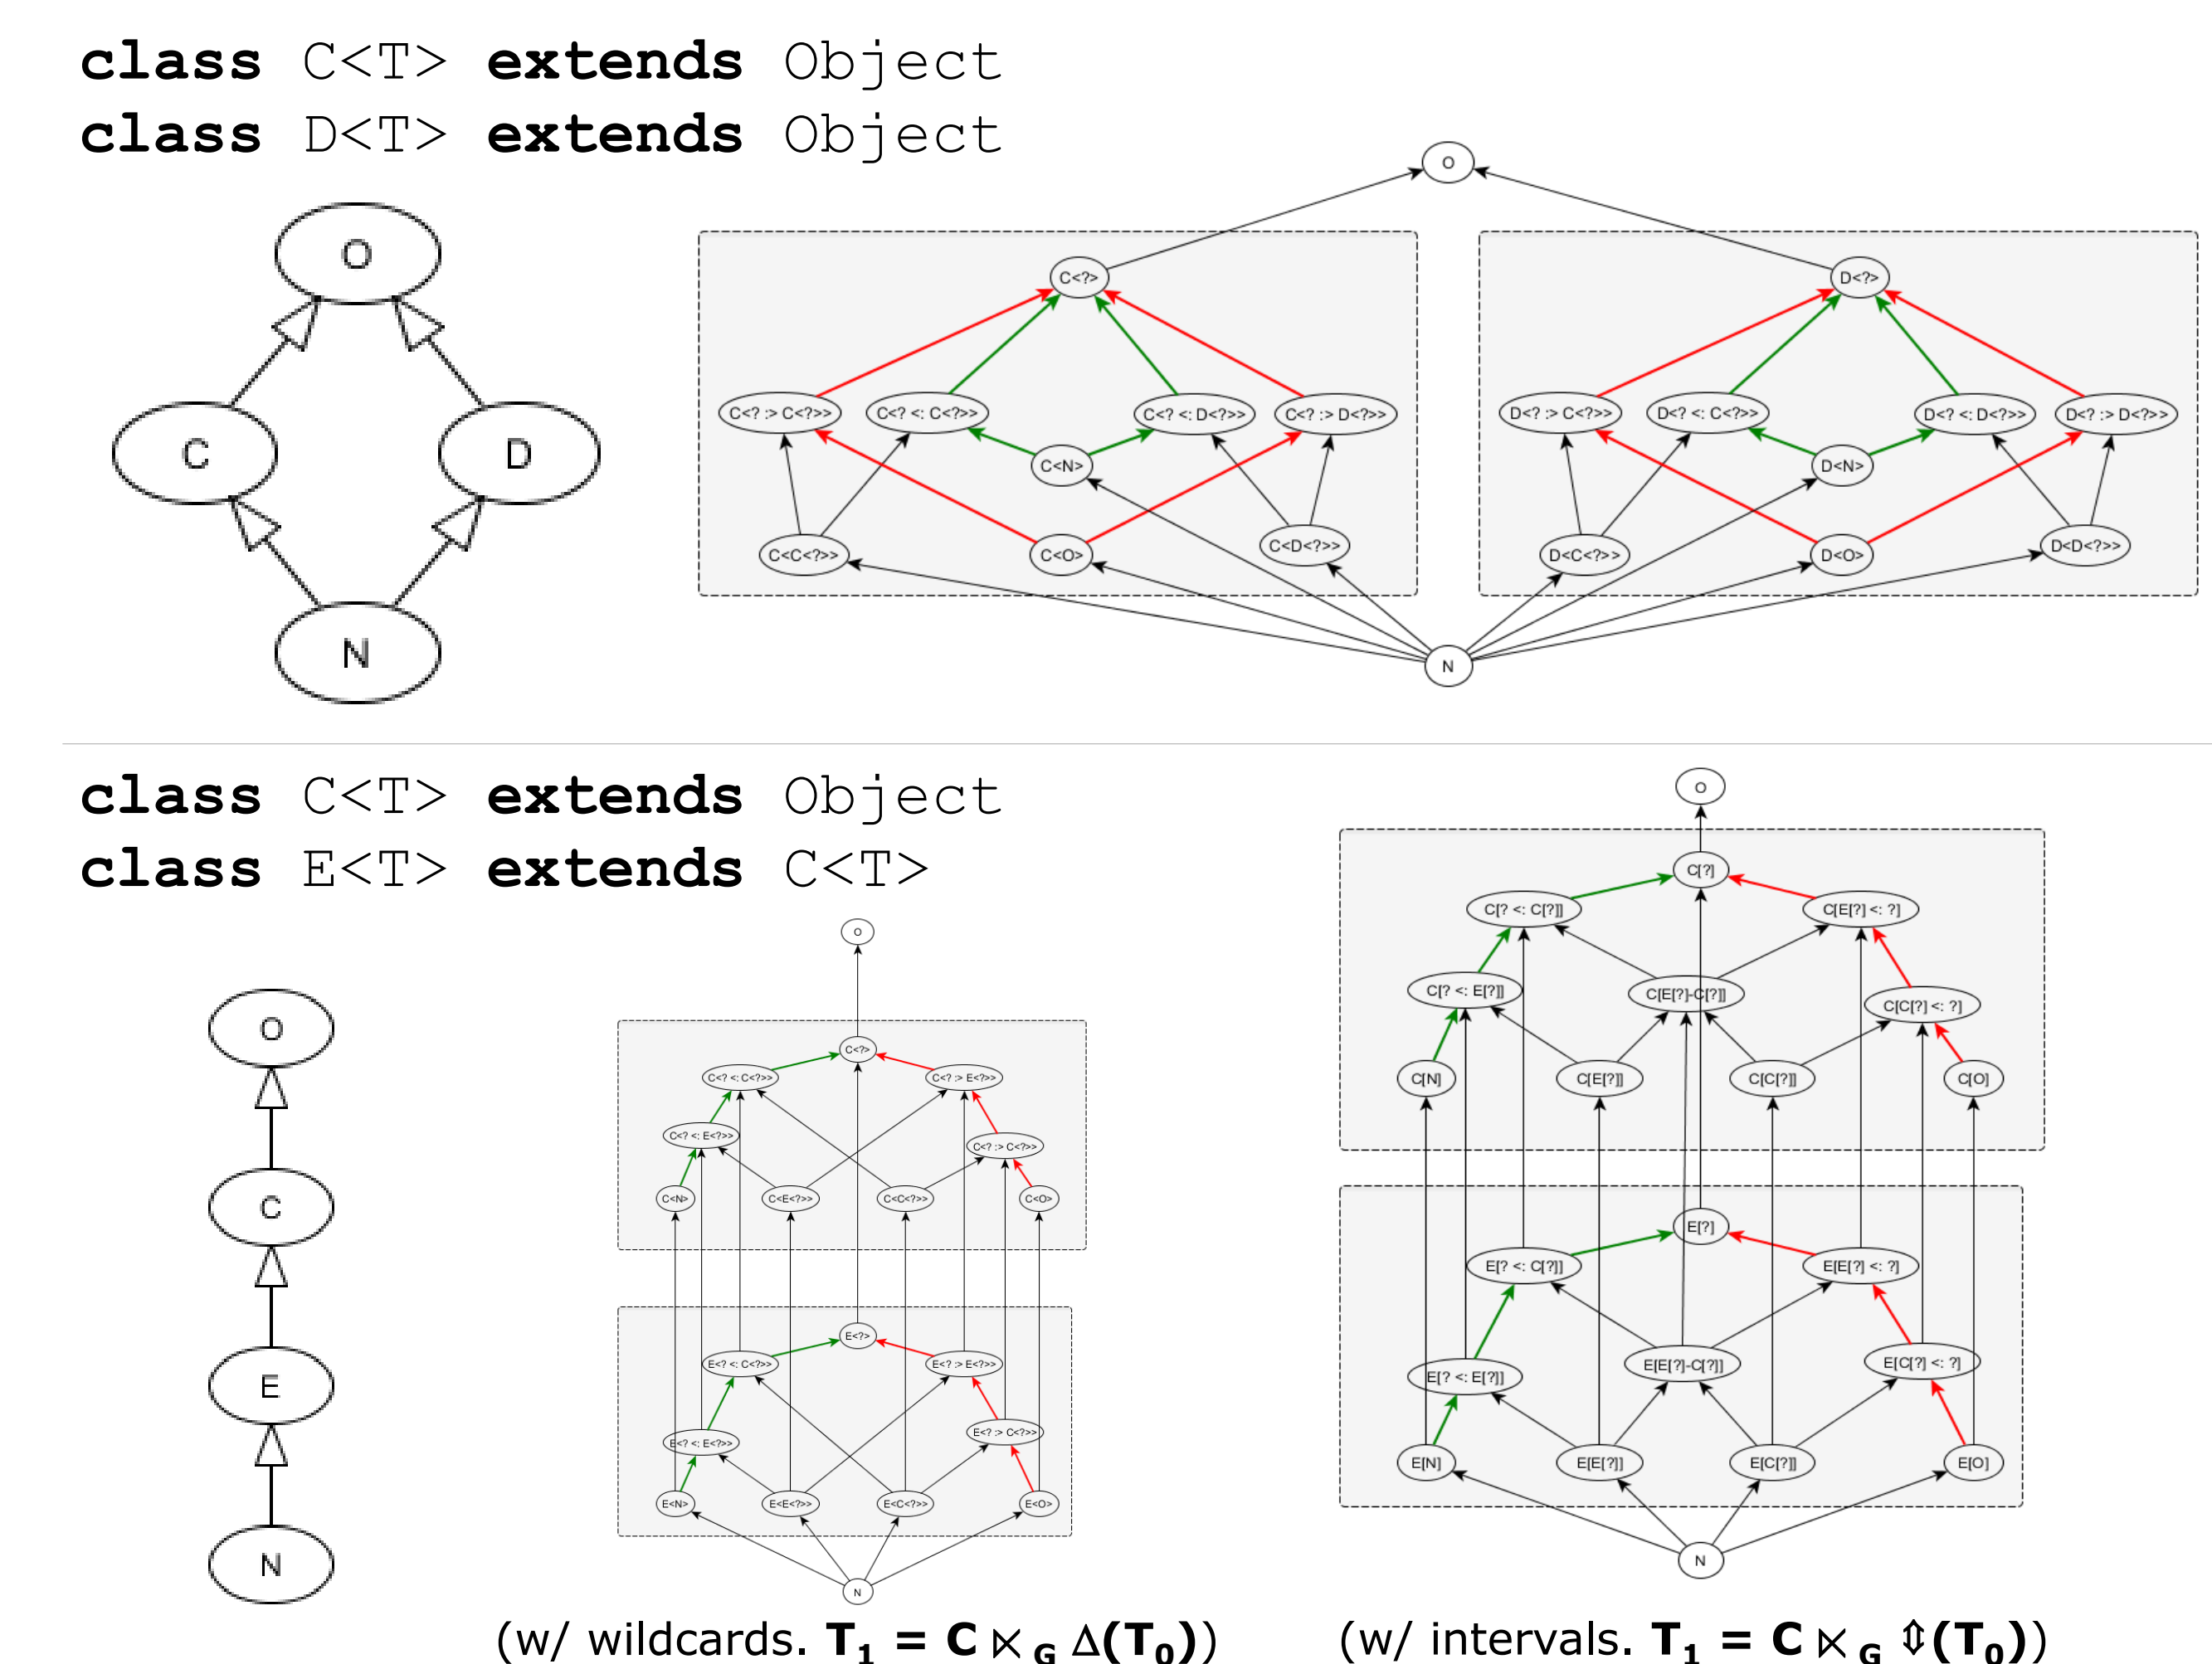 class C<T> extends Object
class D<T> extends Object
O
C D
N
O
C<?> D<?>
C<? :> C<?>> C<? <: C<?>> C<? <: D<?>> C<? :> D<?>> D<? :> C<?>> D<? <: C<?>> D<? <: D<?>> D<? :> D<?>>
C<N> D<N>
C<C<?>> C<O> C<D<?>> D<C<?>> D<O> D<D<?>>
N
class C<T> extends Object
class E<T> extends C<T>
O
C
E
N
O
C<?>
C<? <: C<?>> C<? :> E<?>>
C<? <: E<?>> C<? :> C<?>>
C<N> C<E<?>> C<C<?>> C<O>
E<?>
E<? <: C<?>> E<? :> E<?>>
E<? <: E<?>> E<? :> C<?>>
E<N> E<E<?>> E<C<?>> E<O>
N
(w/ wildcards. T₁ = C ⋉ G Δ(T₀))
O
C[?]
C[? <: C[?]] C[E[?] <: ?]
C[? <: E[?]] C[E[?]-C[?]] C[C[?] <: ?]
C[N] C[E[?]] C[C[?]] C[O]
E[?]
E[? <: C[?]] E[E[?] <: ?]
E[? <: E[?]] E[E[?]-C[?]] E[C[?] <: ?]
E[N] E[E[?]] E[C[?]] E[O]
N
(w/ intervals. T₁ = C ⋉ G ⇕(T₀))